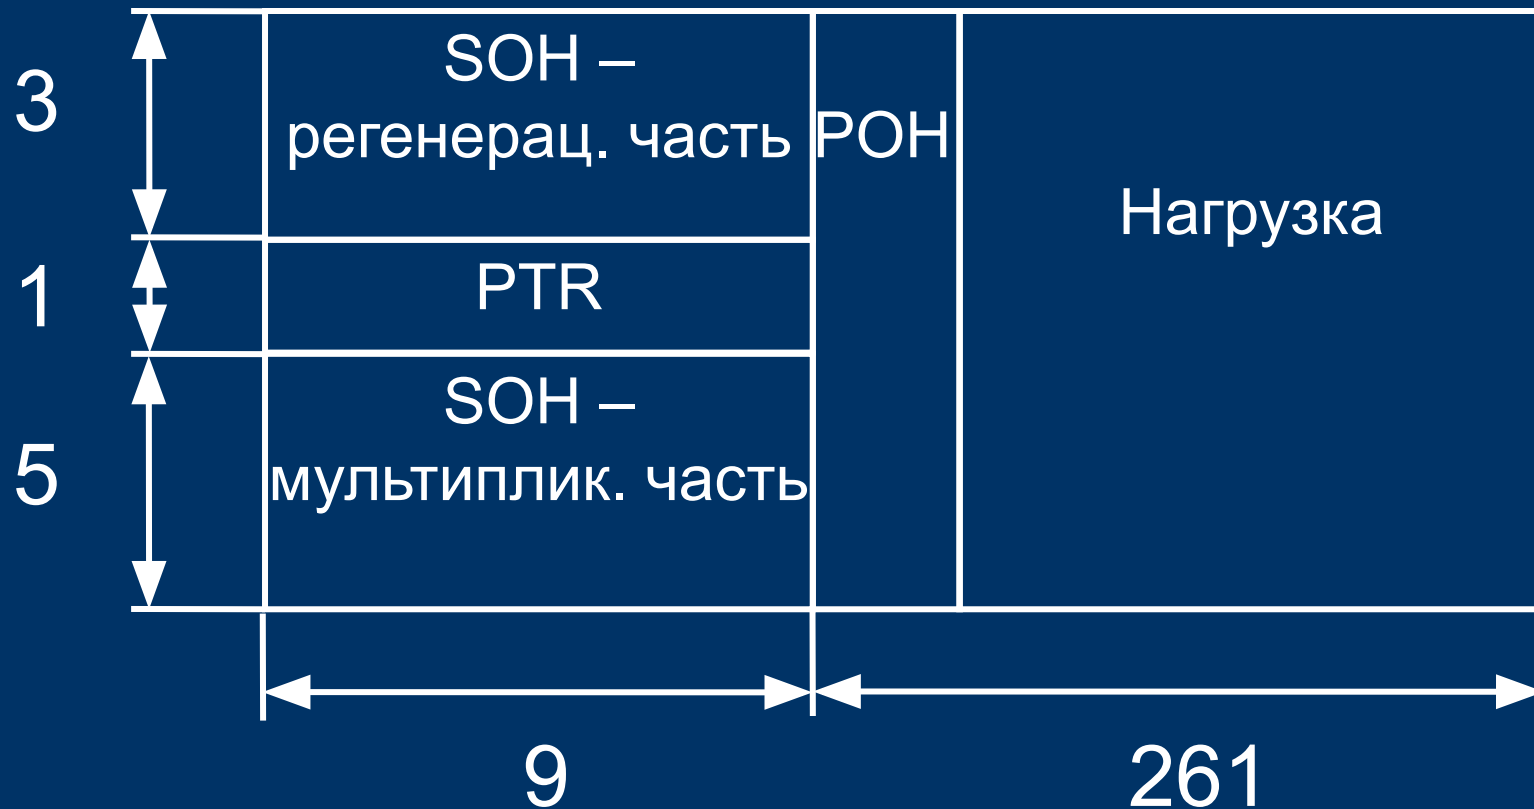 3
SOH –
регенерац. часть
POH
Нагрузка
1
PTR
5
SOH –
мультиплик. часть
9
261